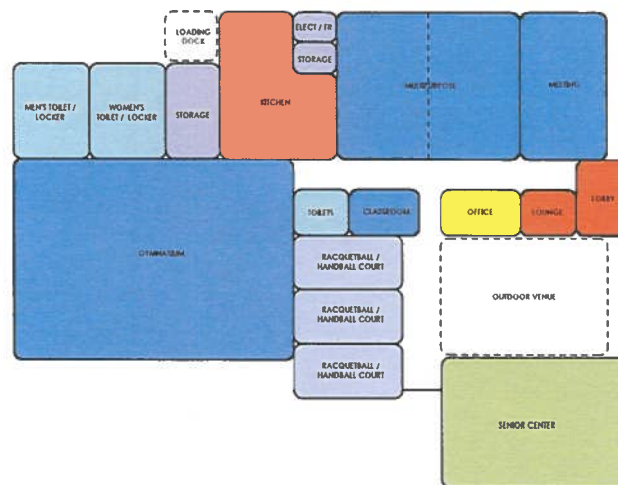 LOADING
DOCK
ELECT / FR
STORAGE
MEN'S TOILET /
LOCKER
WOMEN'S
TOILET / LOCKER
STORAGE
KITCHEN
MULTIPURPOSE
MEETING
LOBBY
TOILETS
CLASSROOM
OFFICE
LOUNGE
GYMNASIUM
RACQUETBALL /
HANDBALL COURT
RACQUETBALL /
HANDBALL COURT
RACQUETBALL /
HANDBALL COURT
OUTDOOR VENUE
SENIOR CENTER